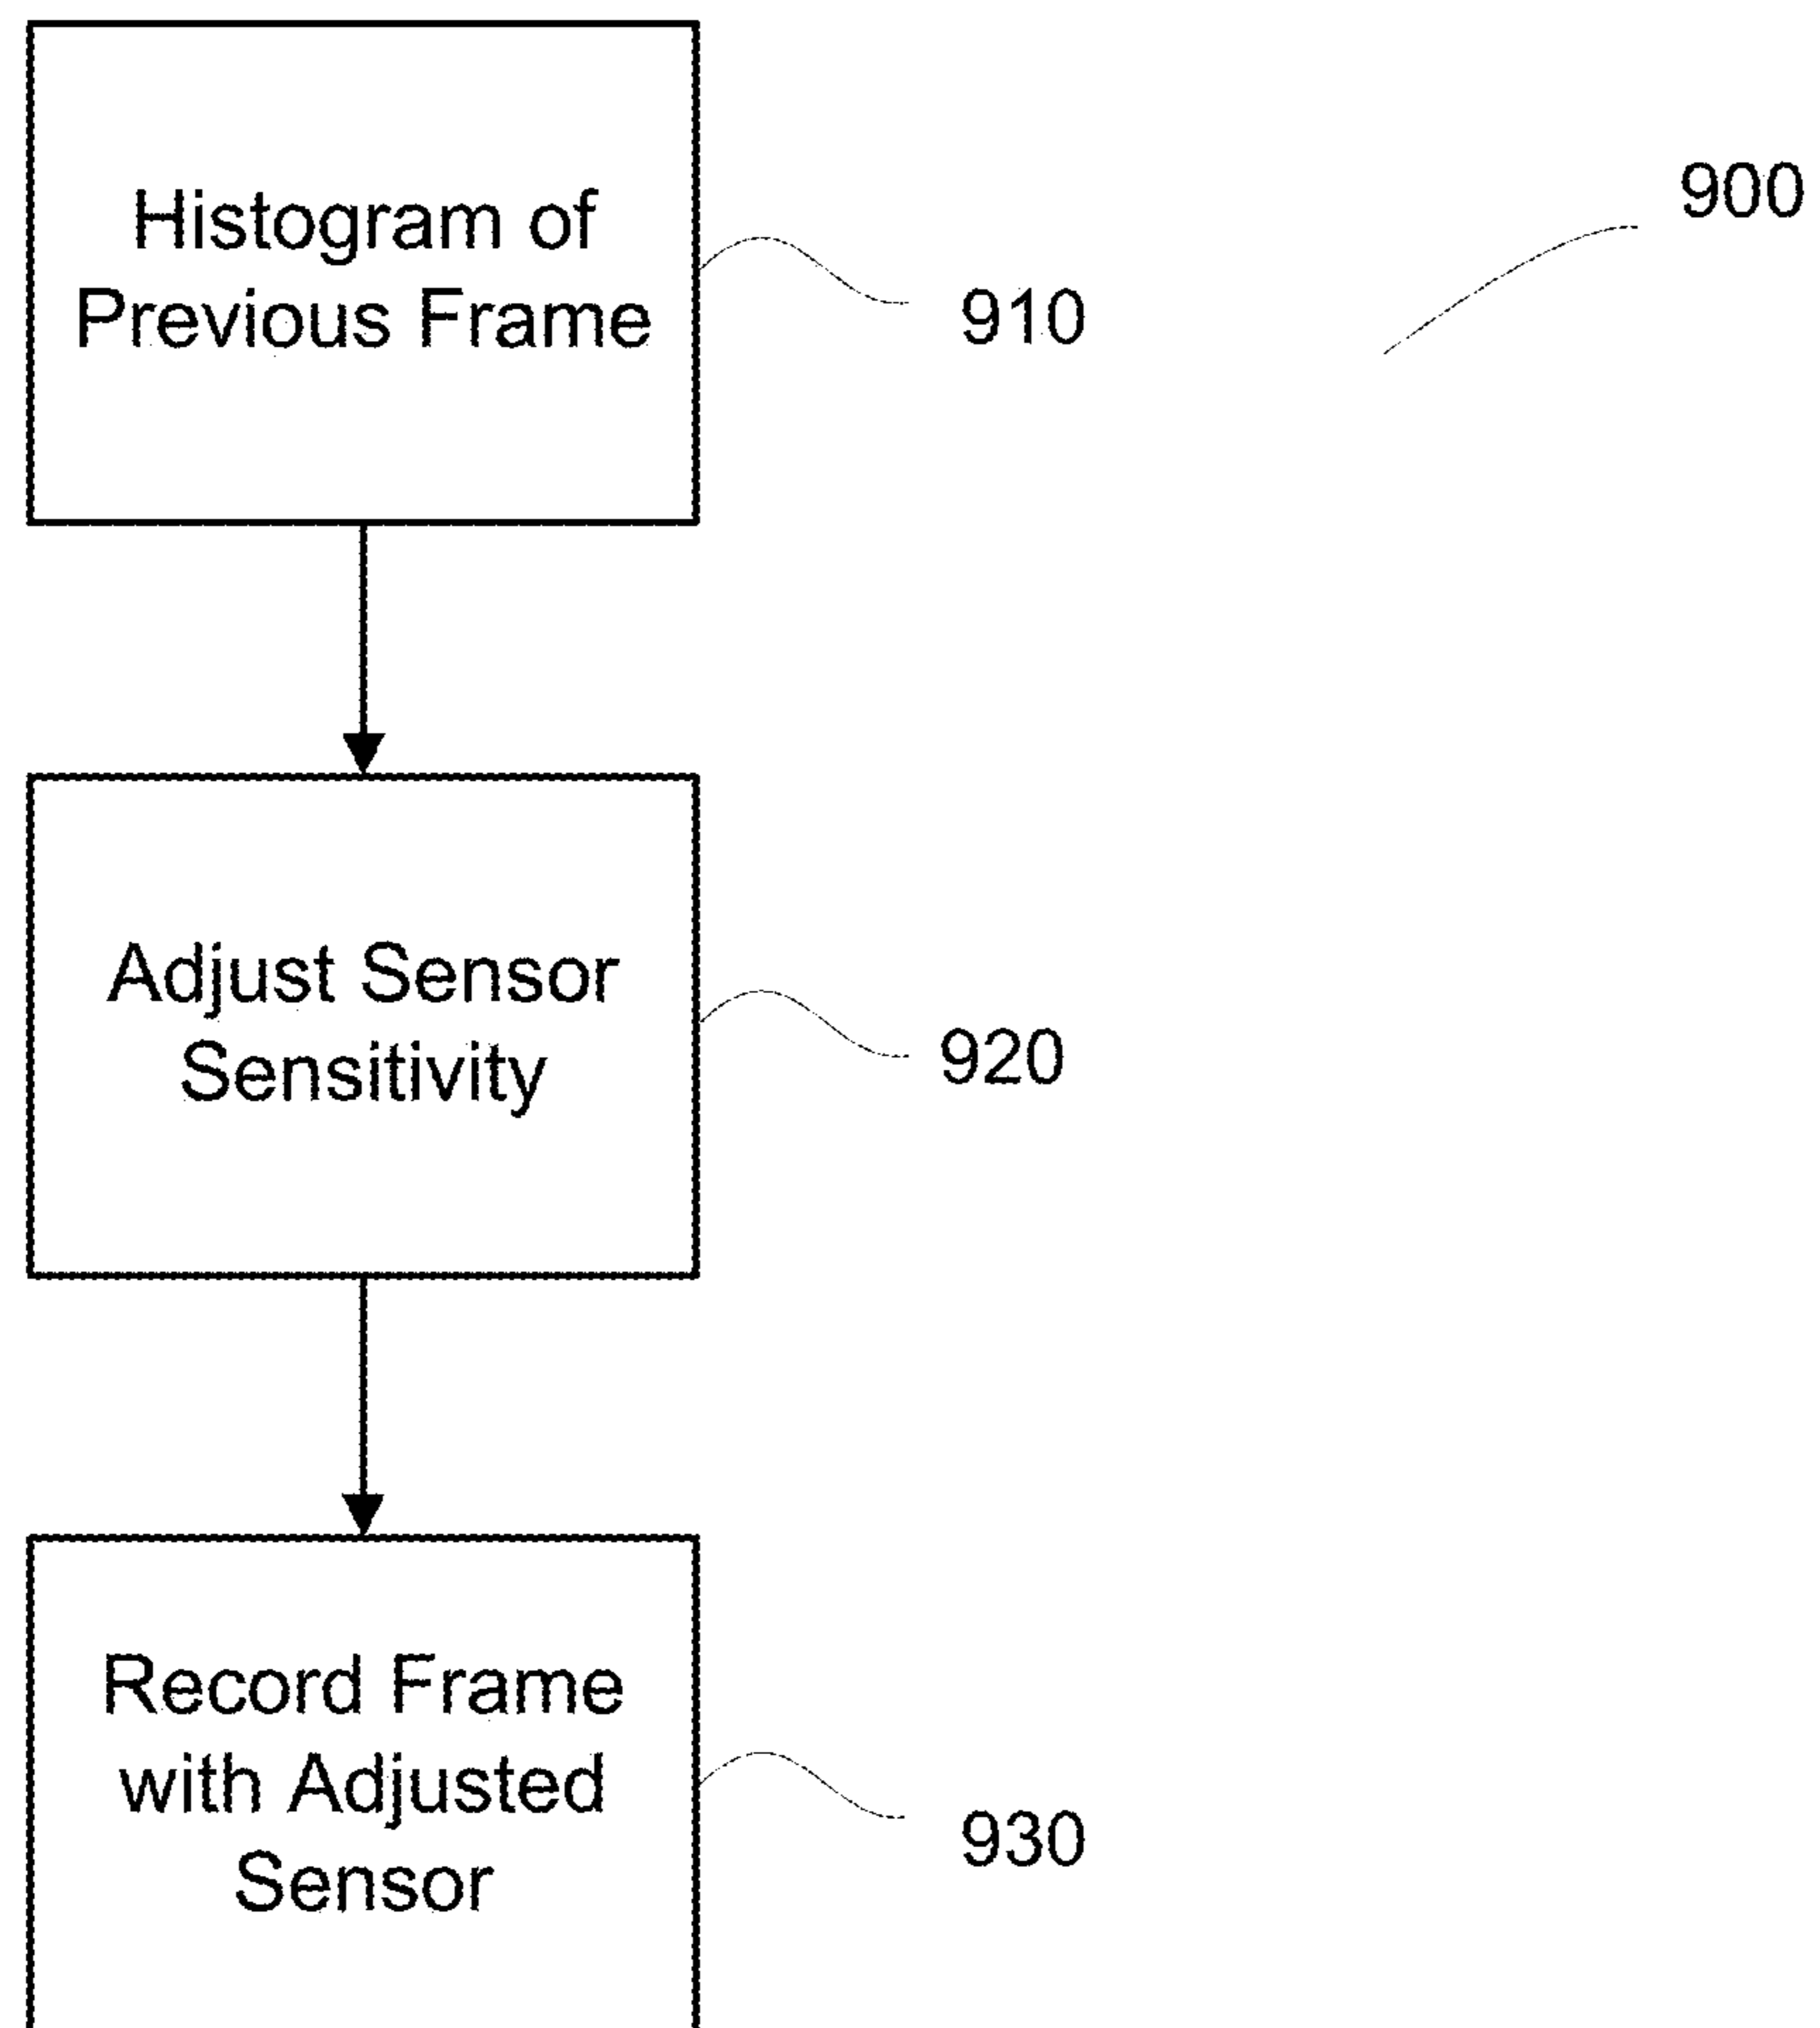 Histogram of
Previous Frame
910
900
Adjust Sensor
Sensitivity
920
Record Frame
with Adjusted
Sensor
930